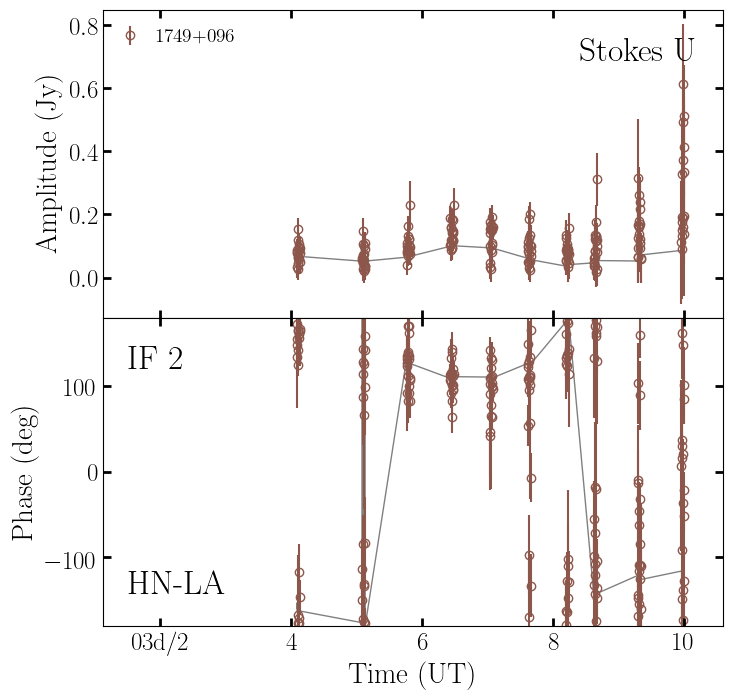 1749+096
Stokes U
Amplitude (Jy)
0.8
0.6
0.4
0.2
0.0
IF 2
HN-LA
Phase (deg)
100
0
−100
03d/2
4
6
8
10
Time (UT)